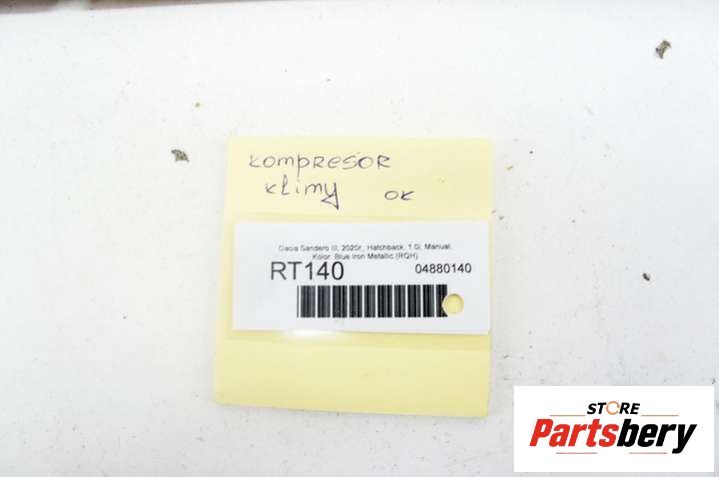 kompresor
klimy OK
Dacia Sandero III, 2020r., Hatchback, 1.0i, Manual,
Kolor: Blue Iron Metallic (RQH)
RT140 04880140
STORE
Partsbery